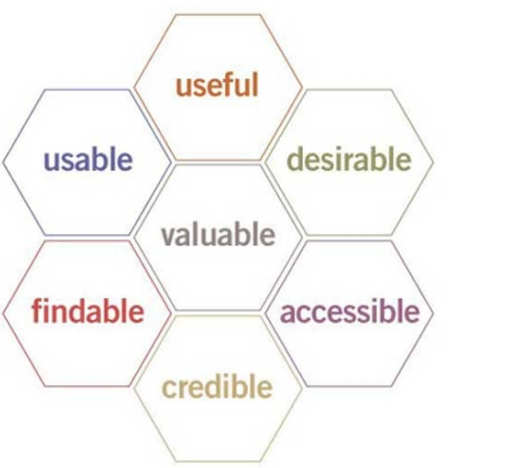 useful
usable
desirable
valuable
findable
accessible
credible